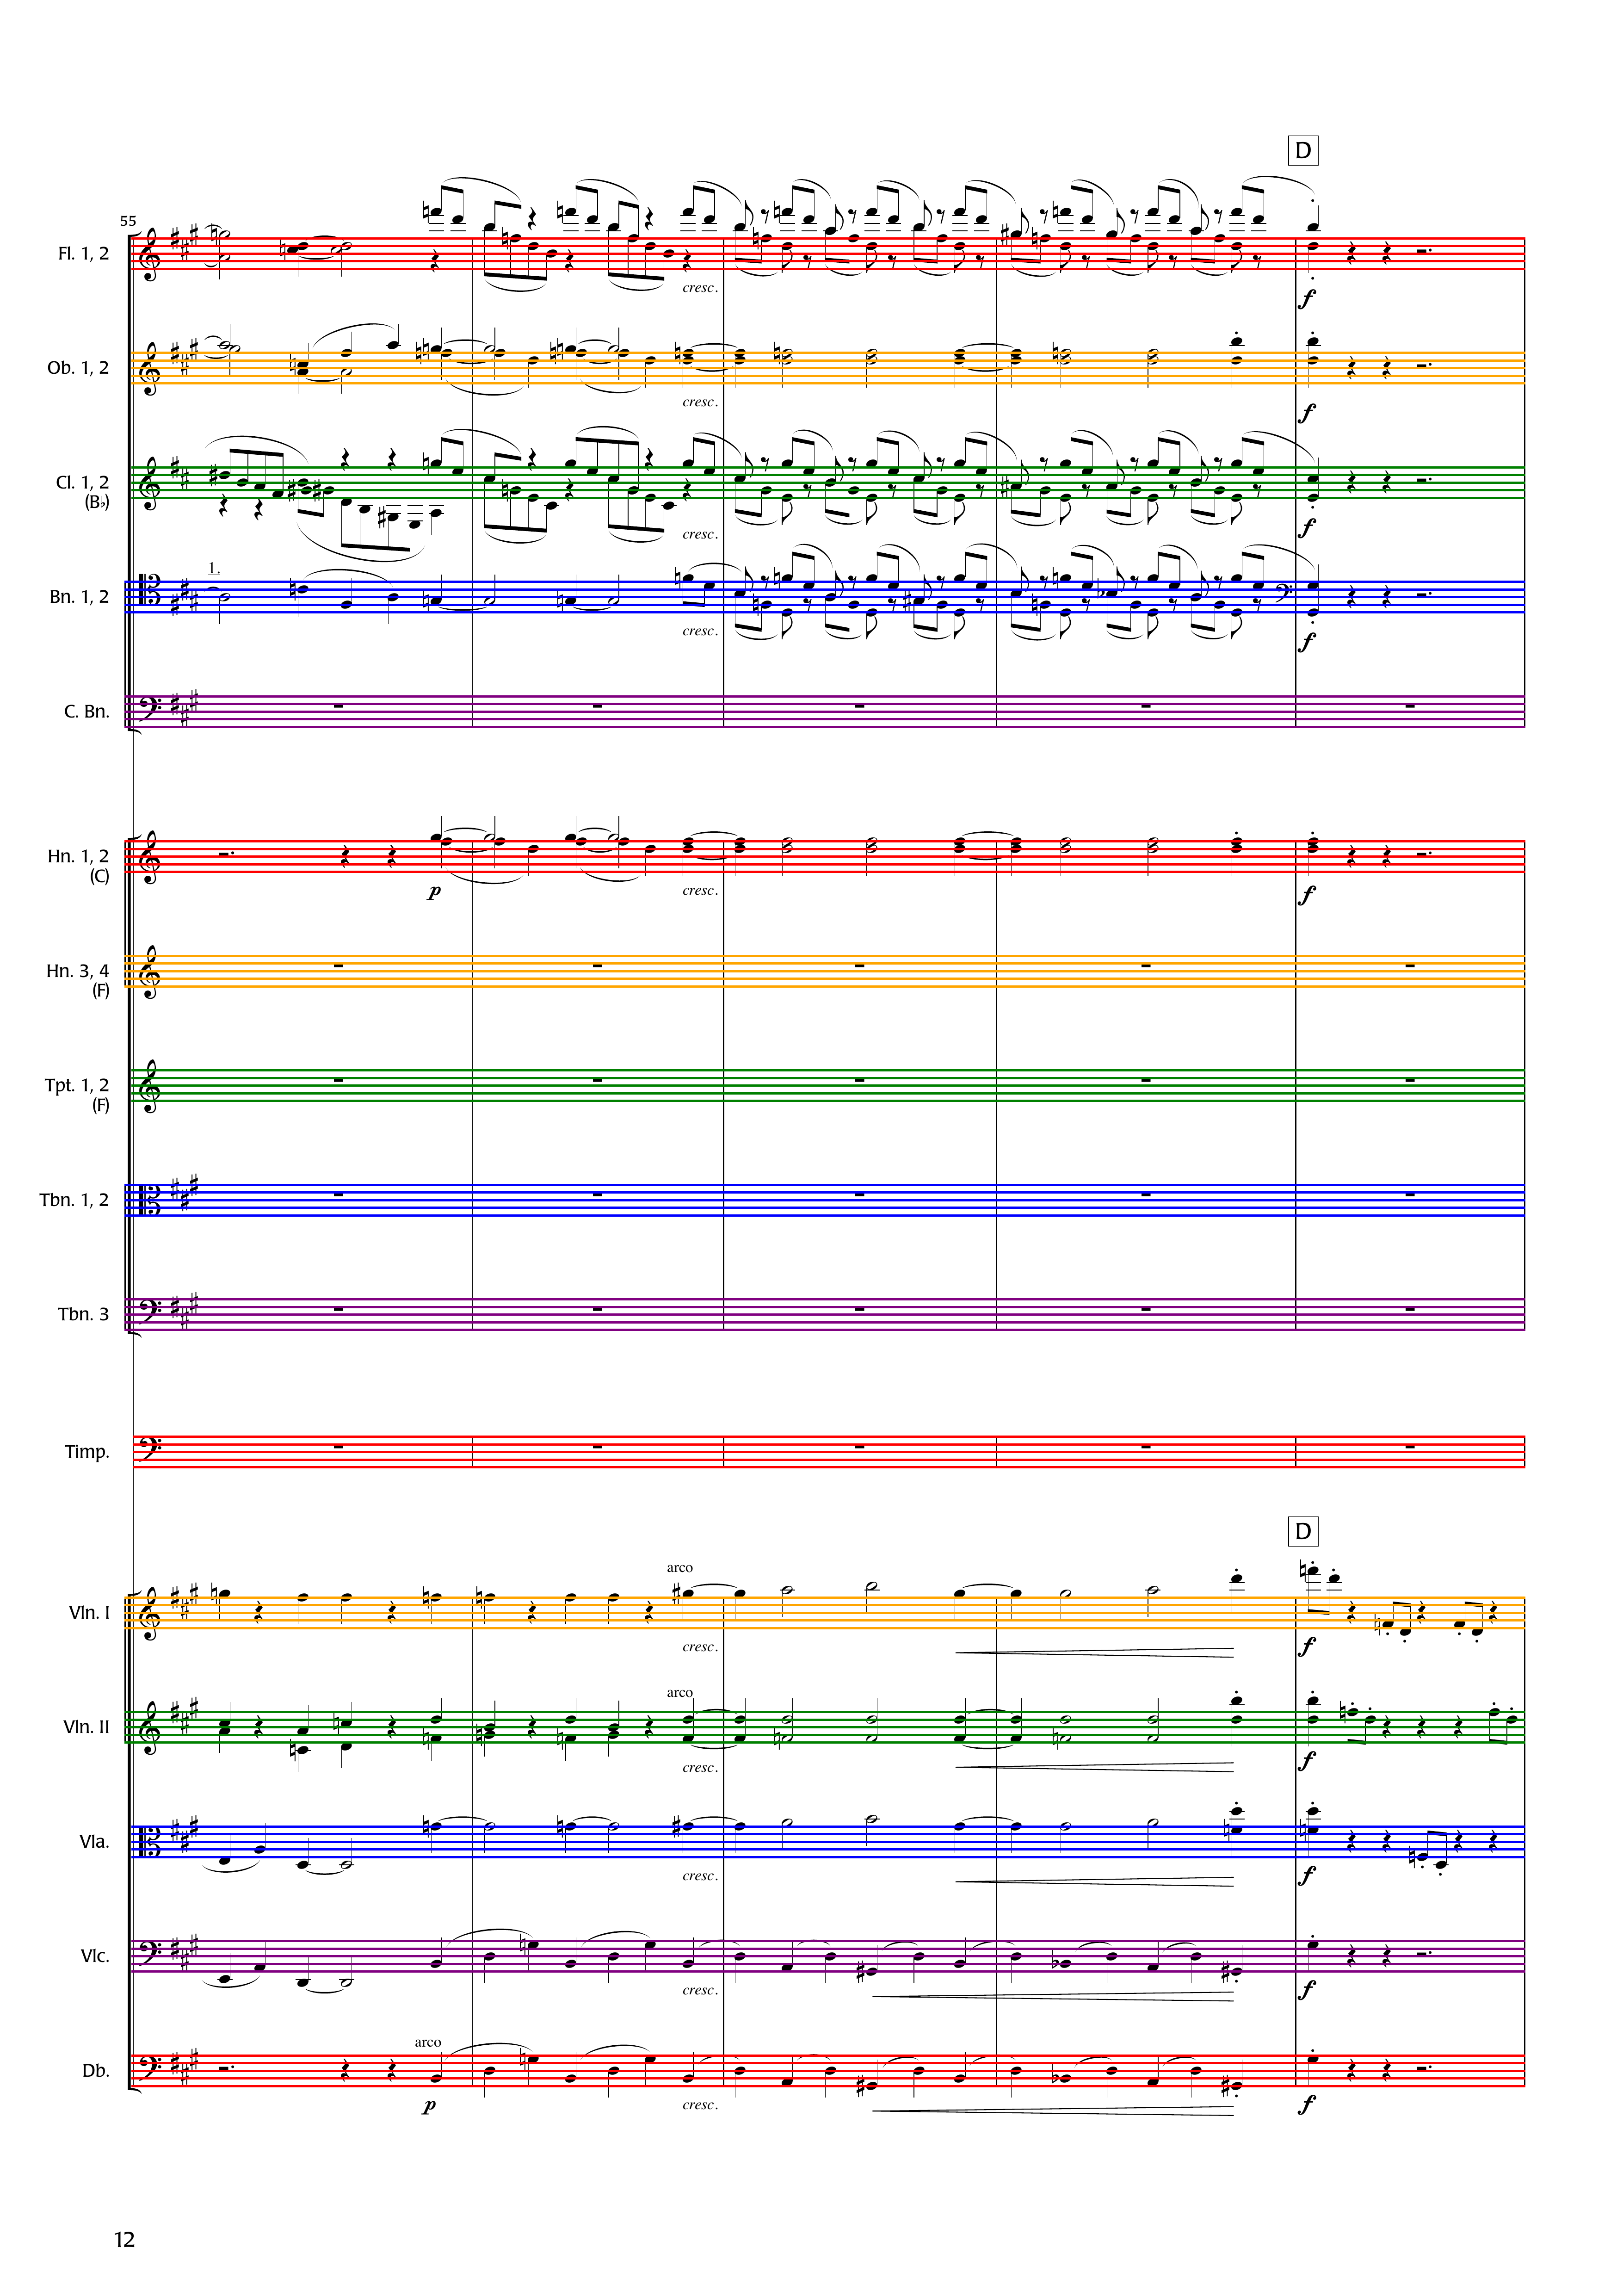 D
55
Fl. 1, 2
cresc.
Ob. 1, 2
cresc.
f
f
Cl. 1, 2
(B♭)
cresc.
f
1.
Bn. 1, 2
cresc.
f
C. Bn.
Hn. 1, 2
(C)
p
cresc.
f
Hn. 3, 4
(F)
Tpt. 1, 2
(F)
Tbn. 1, 2
Tbn. 3
Timp.
D
arco
Vln. I
cresc.
f
arco
Vln. II
cresc.
f
Vla.
cresc.
f
Vlc.
cresc.
f
arco
Db.
p
cresc.
f
12